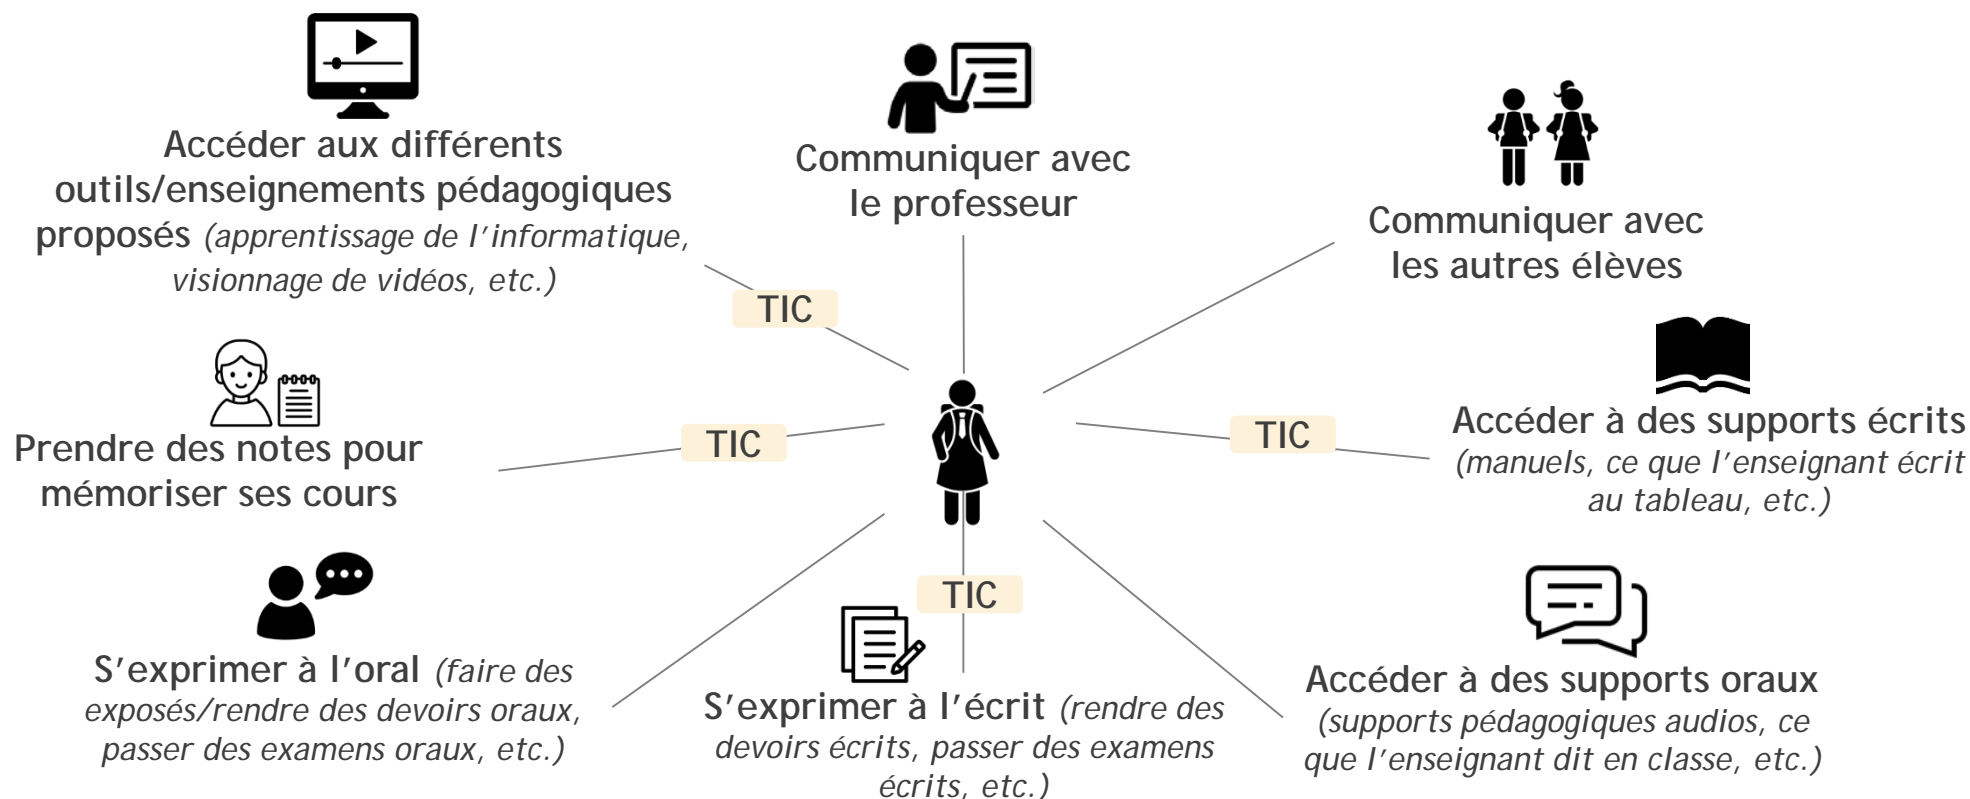 Accéder aux différents
outils/enseignements pédagogiques
proposés (apprentissage de l'informatique,
visionnage de vidéos, etc.)
Communiquer avec
le professeur
Communiquer avec
les autres élèves
TIC
Prendre des notes pour
mémoriser ses cours
TIC
TIC
Accéder à des supports écrits
(manuels, ce que l'enseignant écrit
au tableau, etc.)
S'exprimer à l'oral (faire des
exposés/rendre des devoirs oraux,
passer des examens oraux, etc.)
TIC
S'exprimer à l'écrit (rendre des
devoirs écrits, passer des examens
écrits, etc.)
Accéder à des supports oraux
(supports pédagogiques audios, ce
que l'enseignant dit en classe, etc.)